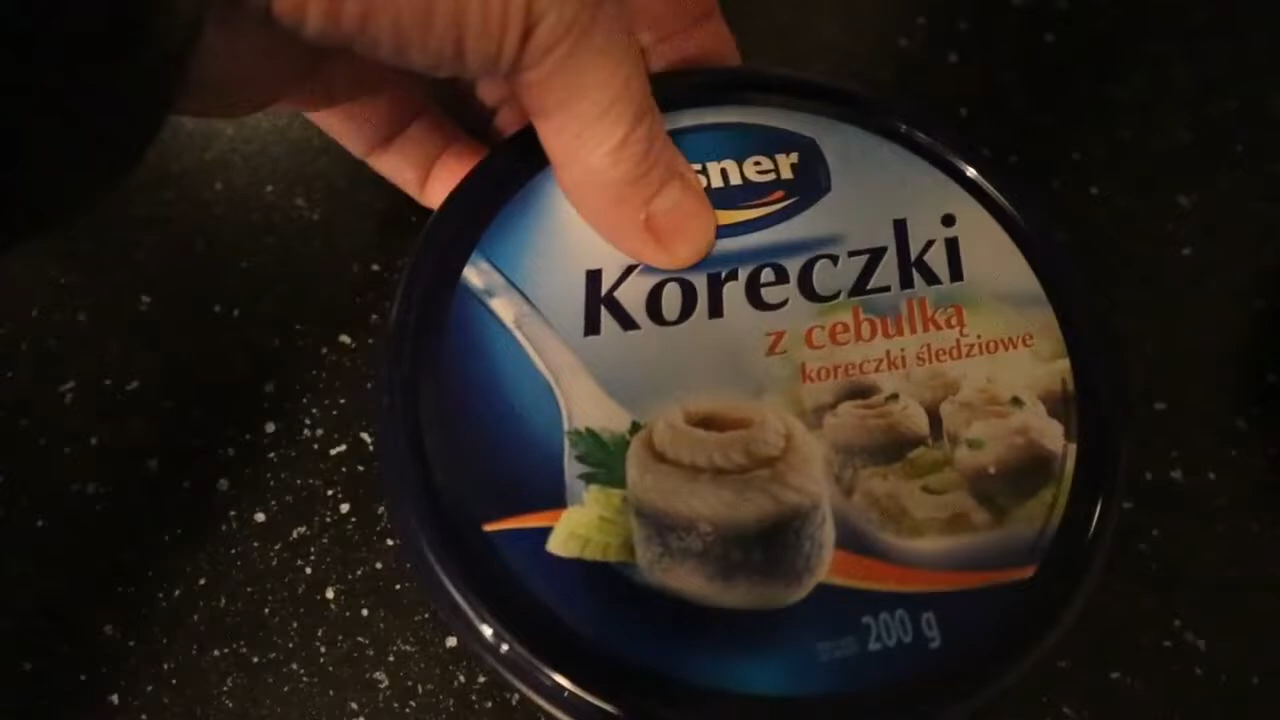 sner
Koreczki
z cebulką
koreczki śledziowe
200 g